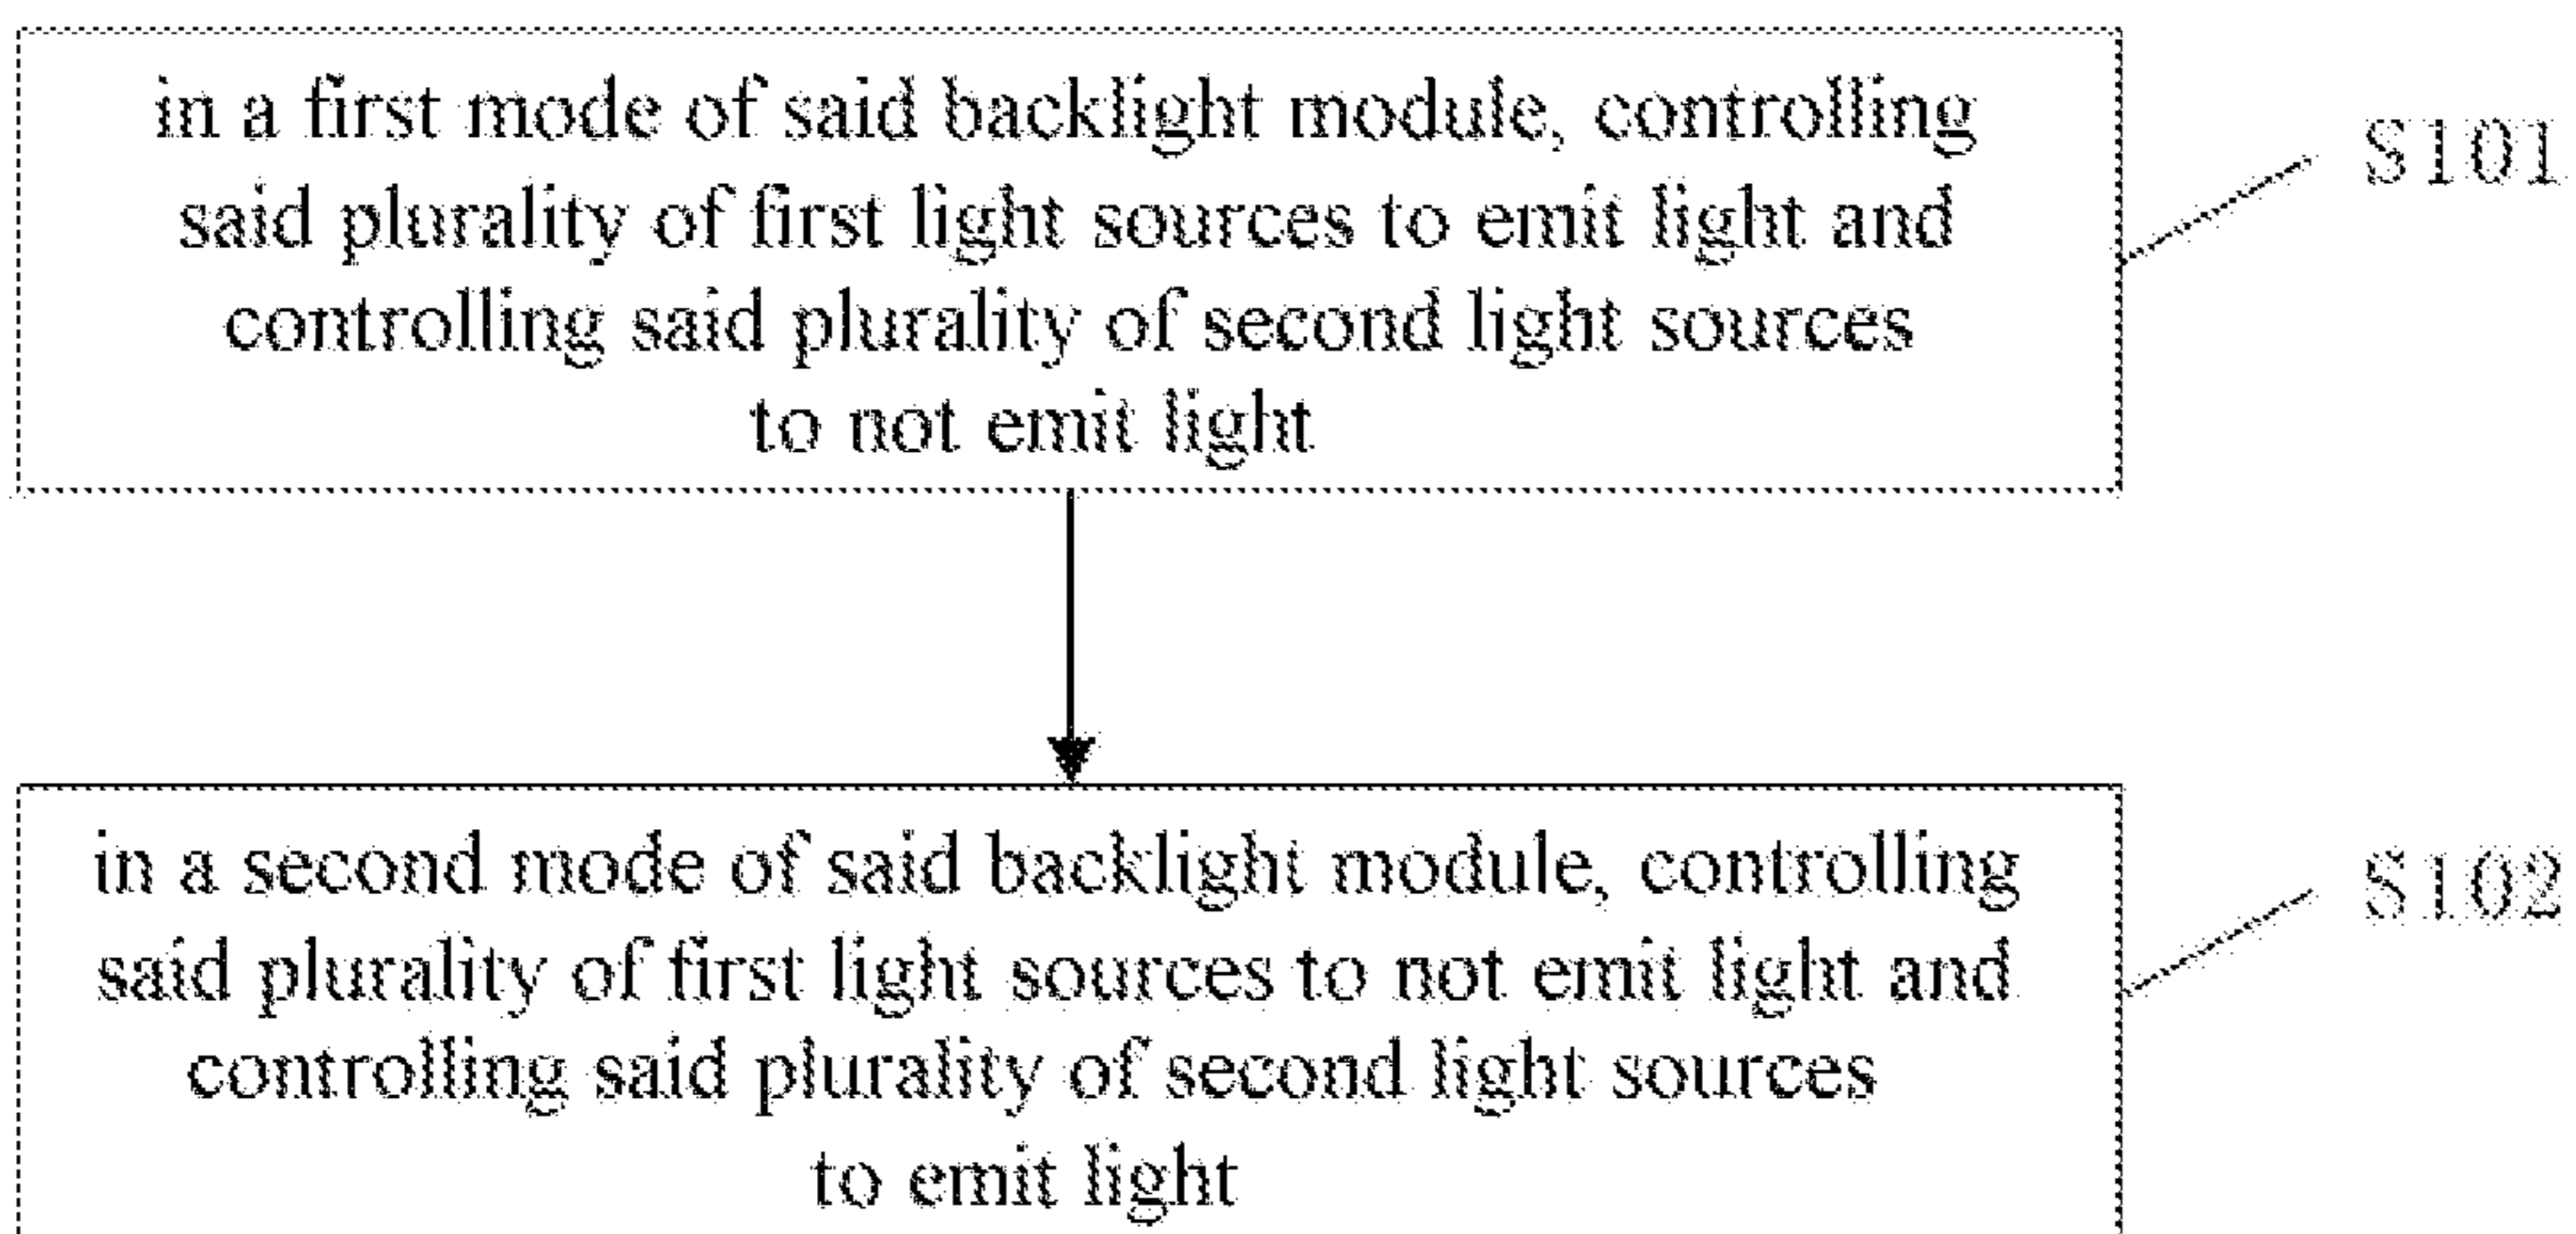 in a first mode of said backlight module, controlling
said plurality of first light sources to emit light and
controlling said plurality of second light sources
to not emit light
S101
in a second mode of said backlight module, controlling
said plurality of first light sources to not emit light and
controlling said plurality of second light sources
to emit light
S102